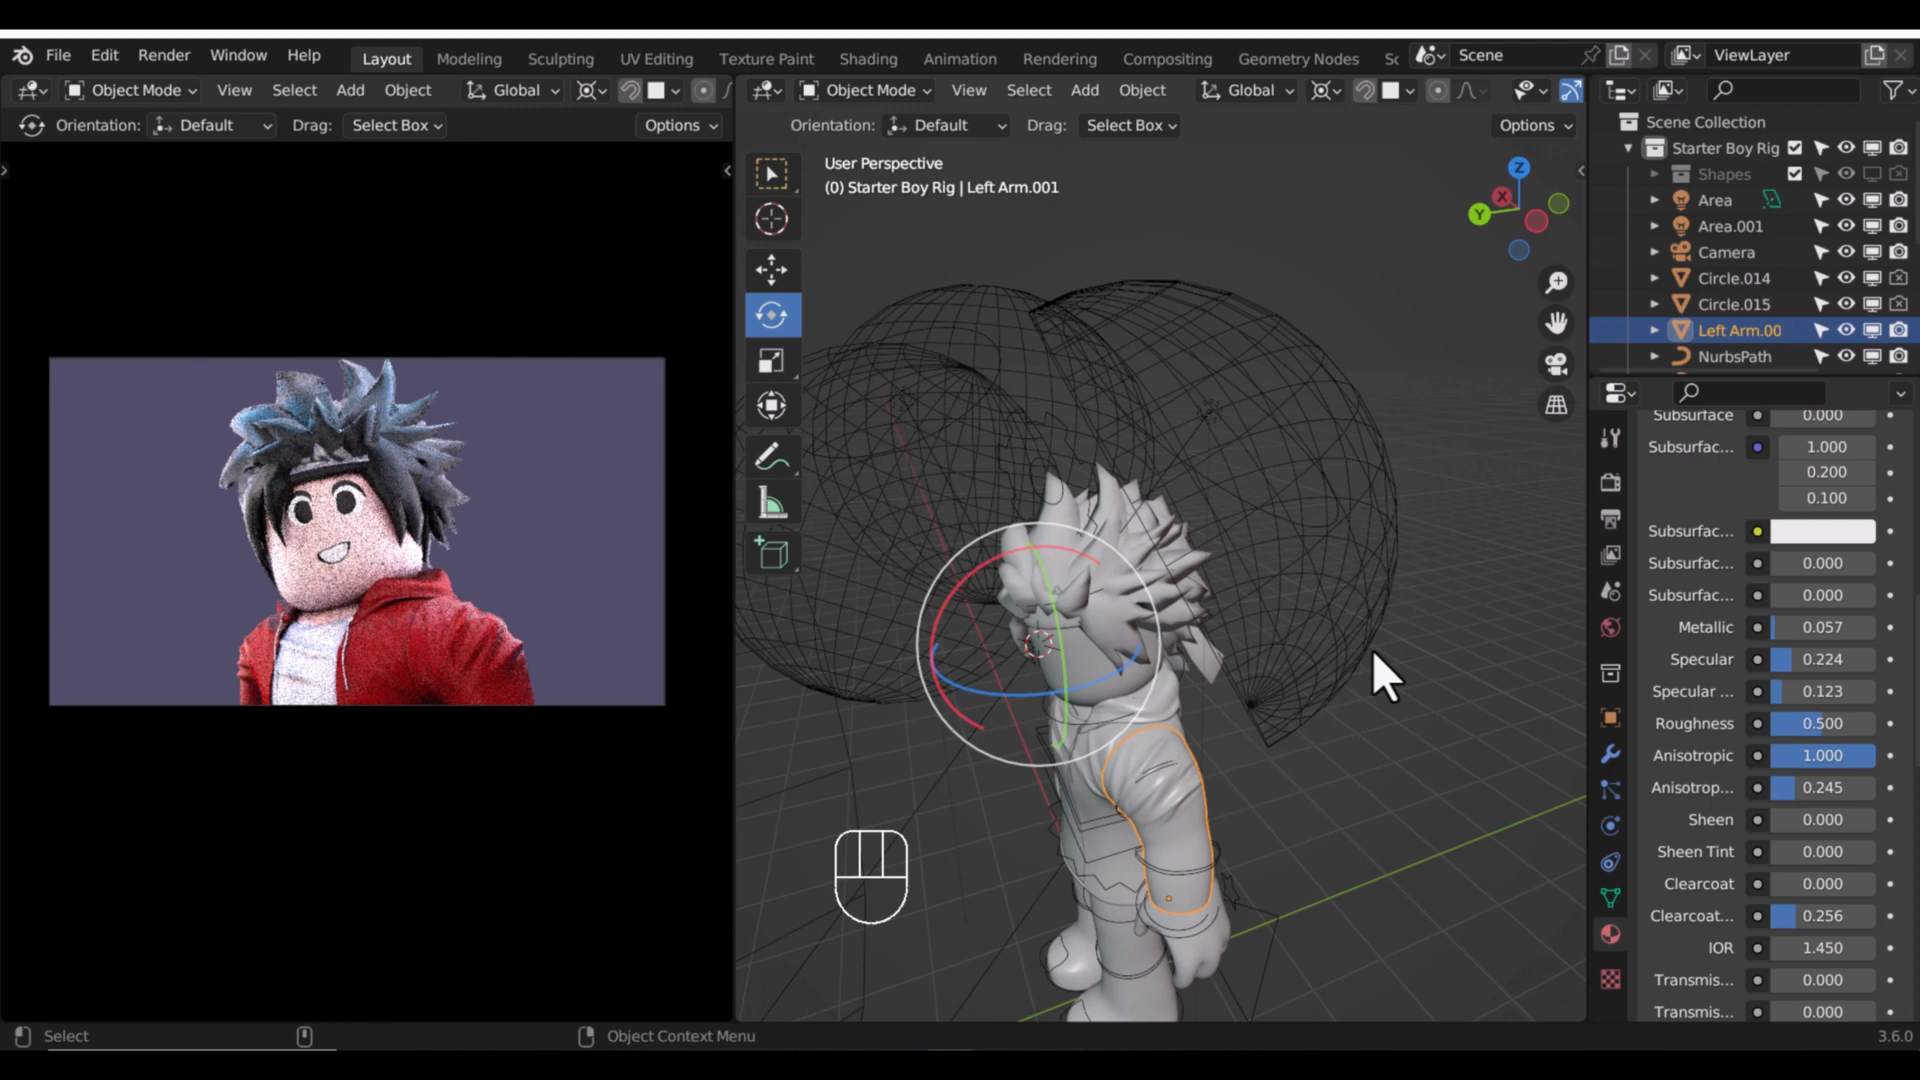 File Edit Render Window Help Layout Modeling Sculpting UV Editing Texture Paint Shading Animation Rendering Compositing Geometry Nodes Sc Scene ViewLayer
Object Mode View Select Add Object Global Object Mode View Select Add Object Global
Orientation: Default Drag: Select Box Options Orientation: Default Drag: Select Box Options
User Perspective
(0) Starter Boy Rig | Left Arm.001
Z
X
Y
Scene Collection
Starter Boy Rig
Shapes
Area
Area.001
Camera
Circle.014
Circle.015
Left Arm.00
NurbsPath
Subsurface 0.000
Subsurfac... 1.000
0.200
0.100
Subsurfac...
Subsurfac... 0.000
Subsurfac... 0.000
Metallic 0.057
Specular 0.224
Specular ... 0.123
Roughness 0.500
Anisotropic 1.000
Anisotrop... 0.245
Sheen 0.000
Sheen Tint 0.000
Clearcoat 0.000
Clearcoat... 0.256
IOR 1.450
Transmis... 0.000
Transmis... 0.000
Select Object Context Menu 3.6.0